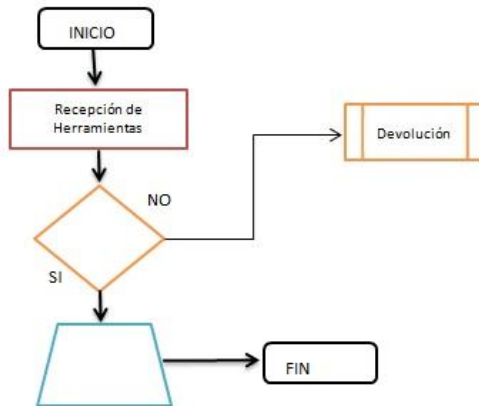 INICIO
Recepción de
Herramientas
Devolución
NO
SI
FIN